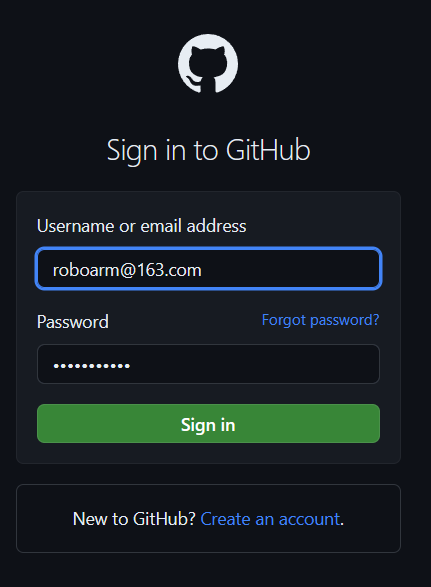 Sign in to GitHub
Username or email address
roboarm@163.com
Password Forgot password?
•••••••••••
Sign in
New to GitHub? Create an account.